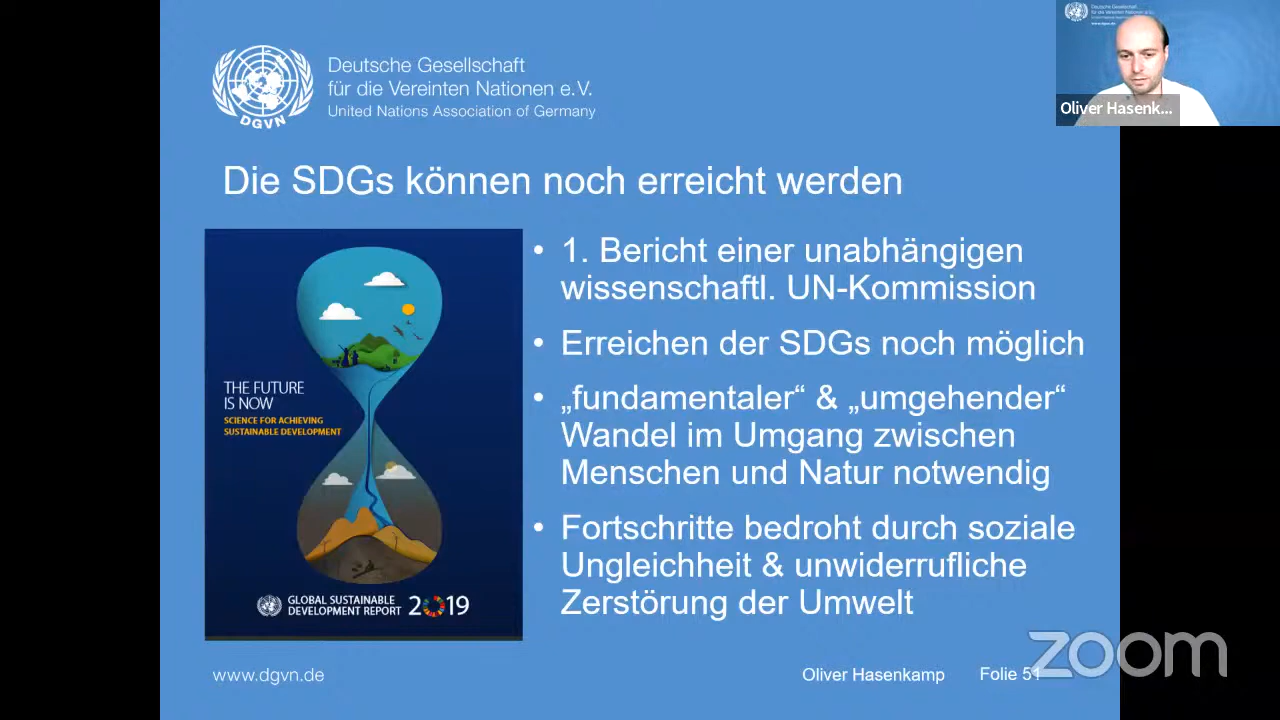 Deutsche Gesellschaft
für die Vereinten Nationen e.V.
United Nations Association of Germany
DGVN
Oliver Hasenk...
Die SDGs können noch erreicht werden
THE FUTURE
IS NOW
SCIENCE FOR ACHIEVING
SUSTAINABLE DEVELOPMENT
GLOBAL SUSTAINABLE
DEVELOPMENT REPORT 2019
• 1. Bericht einer unabhängigen
wissenschaftl. UN-Kommission
• Erreichen der SDGs noch möglich
• „fundamentaler“ & „umgehender“
Wandel im Umgang zwischen
Menschen und Natur notwendig
• Fortschritte bedroht durch soziale
Ungleichheit & unwiderrufliche
Zerstörung der Umwelt
www.dgvn.de
Oliver Hasenkamp
Folie 51
zoom